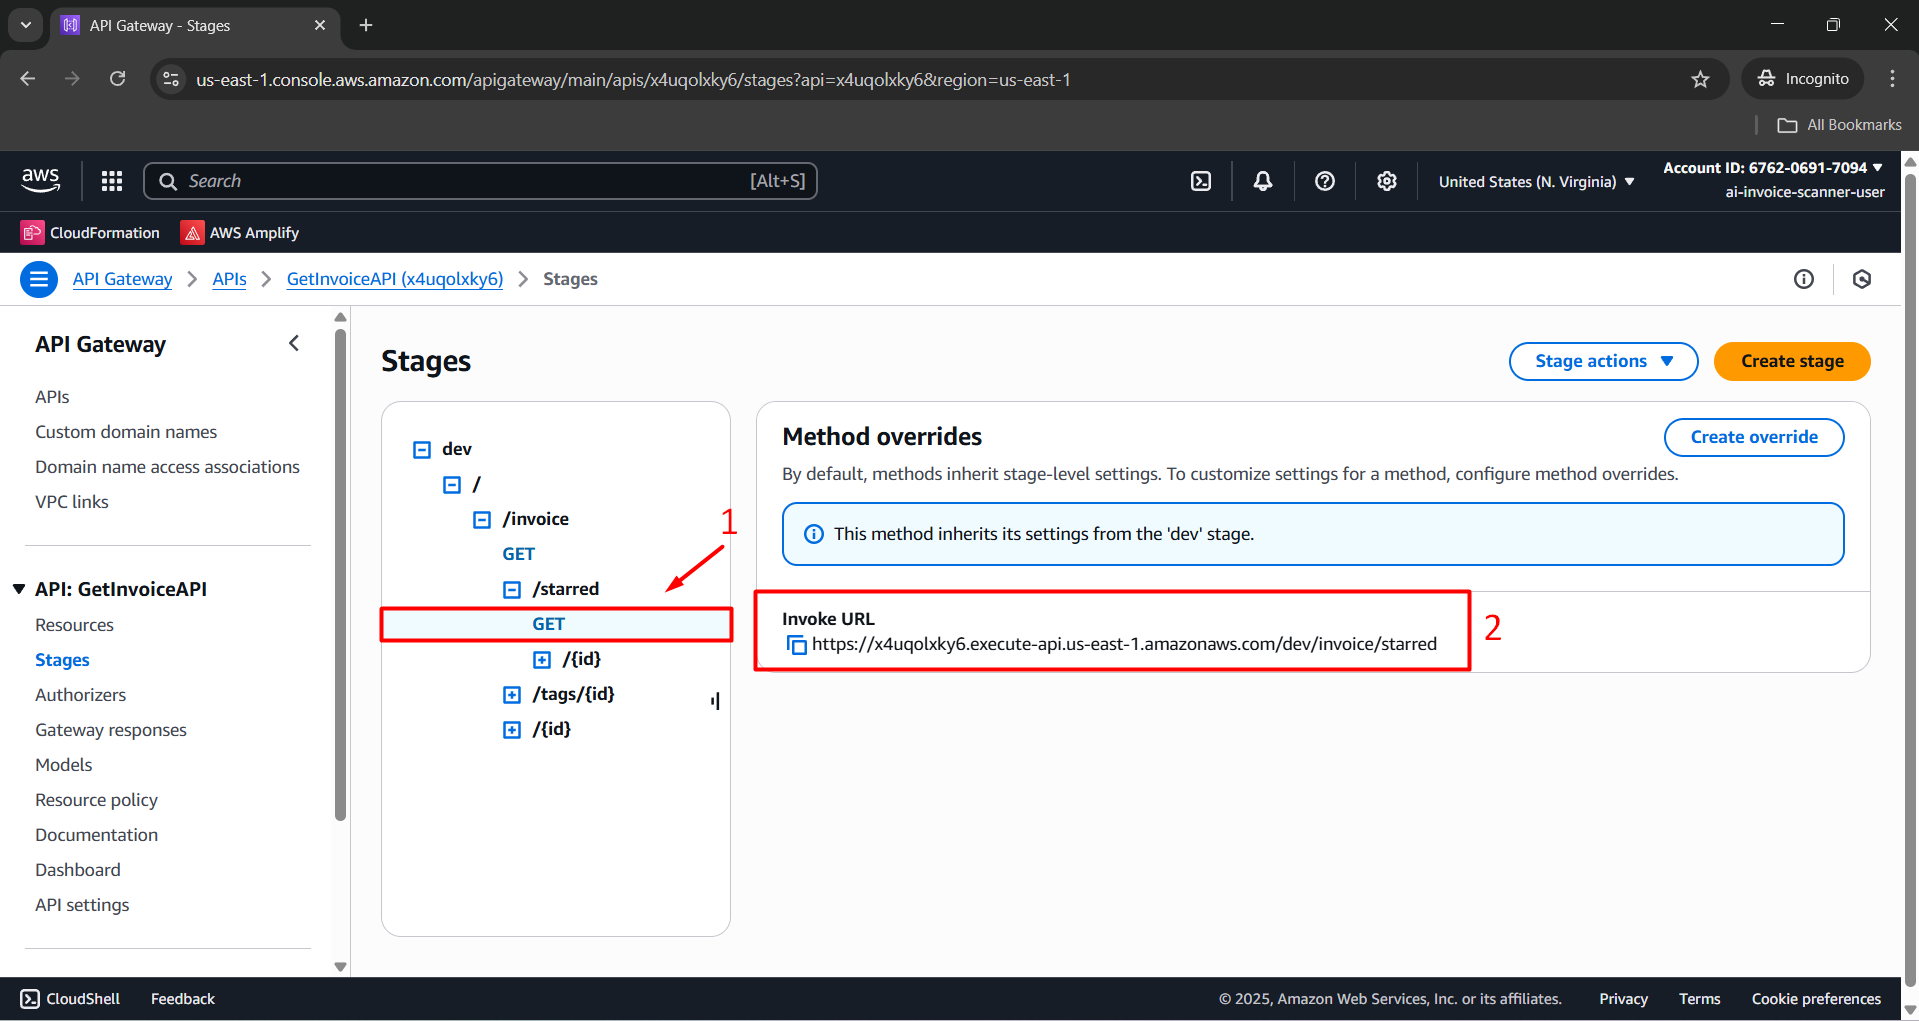 API Gateway - Stages
us-east-1.console.aws.amazon.com/apigateway/main/apis/x4uqolxky6/stages?api=x4uqolxky6&region=us-east-1
Incognito
All Bookmarks
aws
Search
[Alt+S]
United States (N. Virginia)
Account ID: 6762-0691-7094
ai-invoice-scanner-user
CloudFormation
AWS Amplify
API Gateway
APIs
GetInvoiceAPI (x4uqolxky6)
Stages
API Gateway
APIs
Custom domain names
Domain name access associations
VPC links
API: GetInvoiceAPI
Resources
Stages
Authorizers
Gateway responses
Models
Resource policy
Documentation
Dashboard
API settings
Stages
Stage actions
Create stage
dev
/
/invoice
GET
/starred
GET
/{id}
/tags/{id}
/{id}
1
Method overrides
Create override
By default, methods inherit stage-level settings. To customize settings for a method, configure method overrides.
This method inherits its settings from the 'dev' stage.
Invoke URL
https://x4uqolxky6.execute-api.us-east-1.amazonaws.com/dev/invoice/starred
2
CloudShell
Feedback
© 2025, Amazon Web Services, Inc. or its affiliates.
Privacy
Terms
Cookie preferences